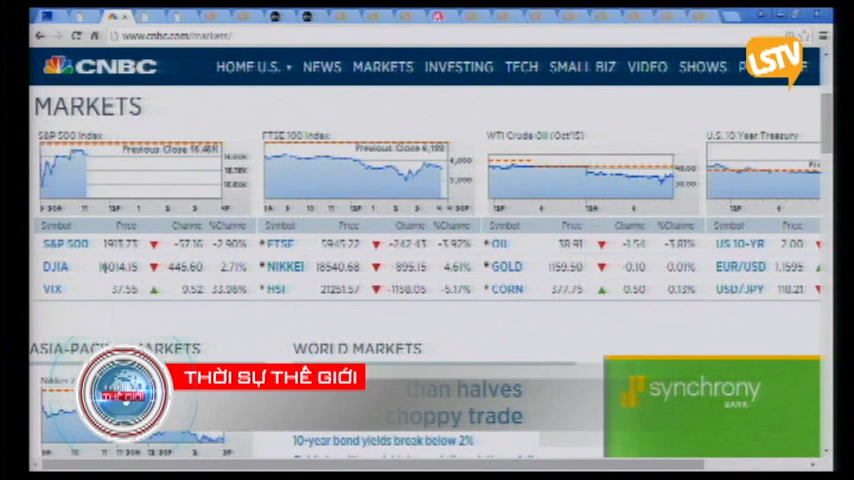 www.cnbc.com/markets/
LSTV
CNBC
HOME U.S. NEWS MARKETS INVESTING TECH SMALL BIZ VIDEO SHOWS
MARKETS
S&P 500 Index FTSE 100 Index WTI Crude Oil (Oct'15) U.S. 10 Year Treasury
Previous Close Previous Close
Symbol Price Change %Change Symbol Price Change %Change Symbol Price Change %Change Symbol Price
S&P 500 1913.73 -57.16 -2.90% FTSE 5945.22 -242.43 -3.92% OIL 38.91 -1.54 -3.81% US 10-YR 2.00
DJIA 16014.15 445.60 2.71% NIKKEI 18540.68 -895.15 4.61% GOLD 1159.50 -0.10 0.01% EUR/USD 1.1595
VIX 37.55 9.52 33.96% HSI 21251.57 -1158.05 -5.17% CORN 377.75 0.50 0.13% USD/JPY 118.21
MARKETS WORLD MARKETS
THỜI SỰ THẾ GIỚI
THẾ GIỚI
than halves
choppy trade
10-year bond yields break below 2%
synchrony
BANK